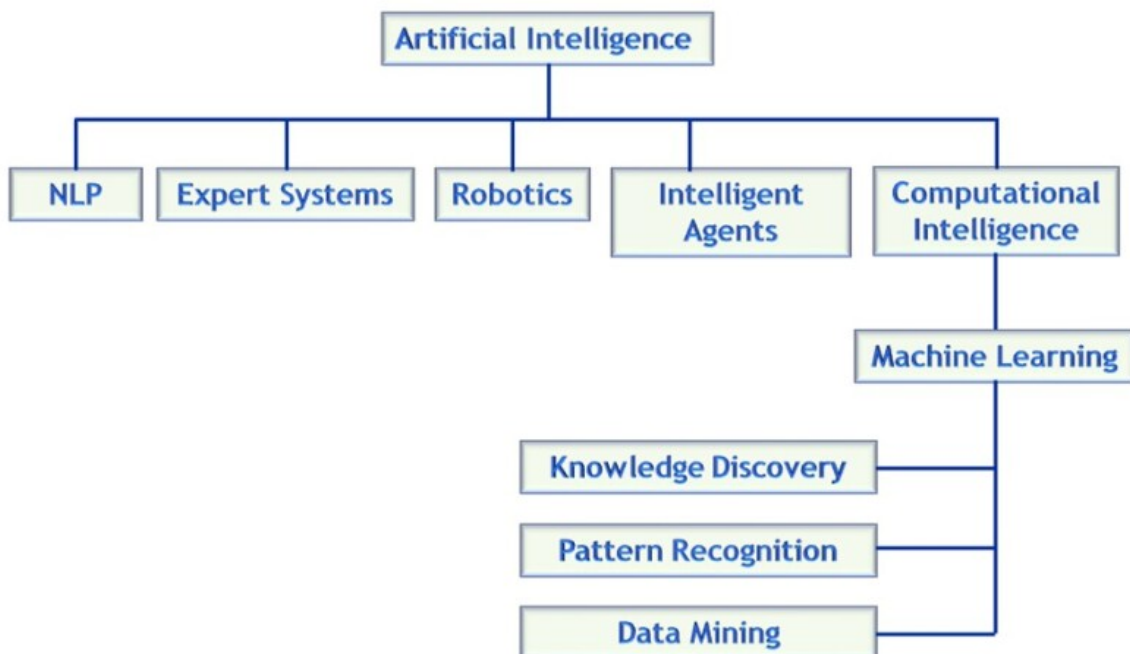 Artificial Intelligence
NLP
Expert Systems
Robotics
Intelligent
Agents
Computational
Intelligence
Machine Learning
Knowledge Discovery
Pattern Recognition
Data Mining